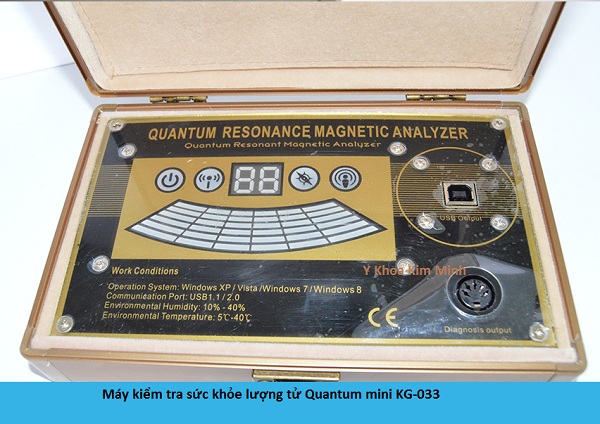 QUANTUM RESONANCE MAGNETIC ANALYZER
Quantum Resonant Magnetic Analyzer
88
USB Output
Y Khoa Kim Minh
Work Conditions
Operation System: Windows XP / Vista /Windows 7 / Windows 8
Communication Port: USB1.1 / 2.0
Environmental Humidity: 10% - 40%
Environmental Temperature: 5℃-40℃
CE
Diagnosis output
Máy kiểm tra sức khỏe lượng tử Quantum mini KG-033